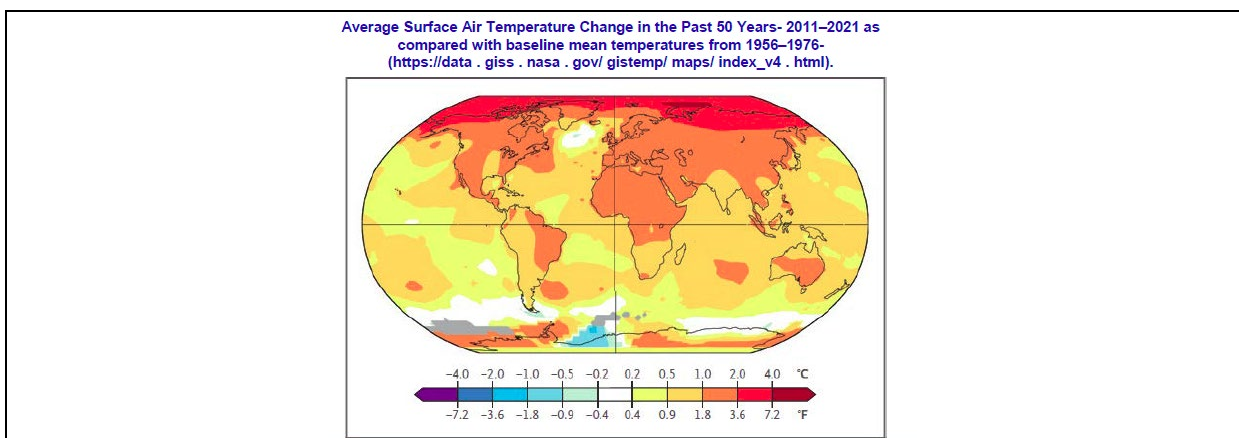 Average Surface Air Temperature Change in the Past 50 Years- 2011–2021 as
compared with baseline mean temperatures from 1956–1976-
(https://data . giss . nasa . gov/ gistemp/ maps/ index_v4 . html).
−4.0 −2.0 −1.0 −0.5 −0.2 0.2 0.5 1.0 2.0 4.0 °C
−7.2 −3.6 −1.8 −0.9 −0.4 0.4 0.9 1.8 3.6 7.2 °F